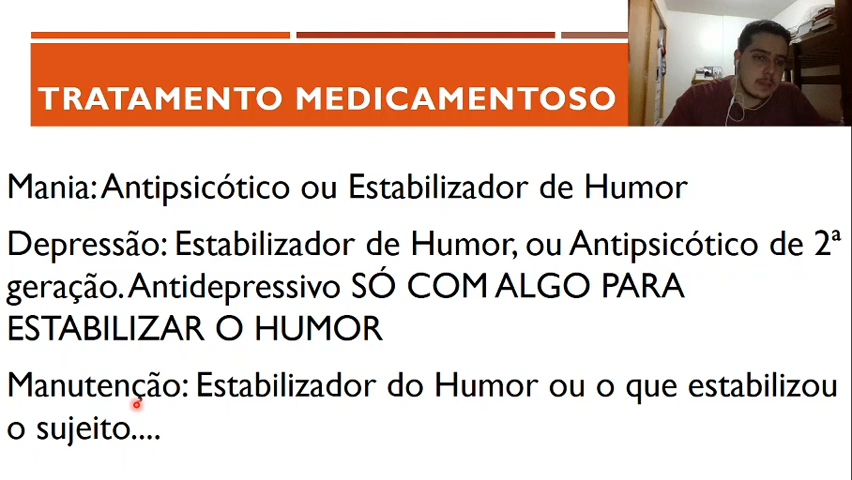 TRATAMENTO MEDICAMENTOSO
Mania: Antipsicótico ou Estabilizador de Humor
Depressão: Estabilizador de Humor, ou Antipsicótico de 2ª
geração. Antidepressivo SÓ COM ALGO PARA
ESTABILIZAR O HUMOR
Manutenção: Estabilizador do Humor ou o que estabilizou
o sujeito....